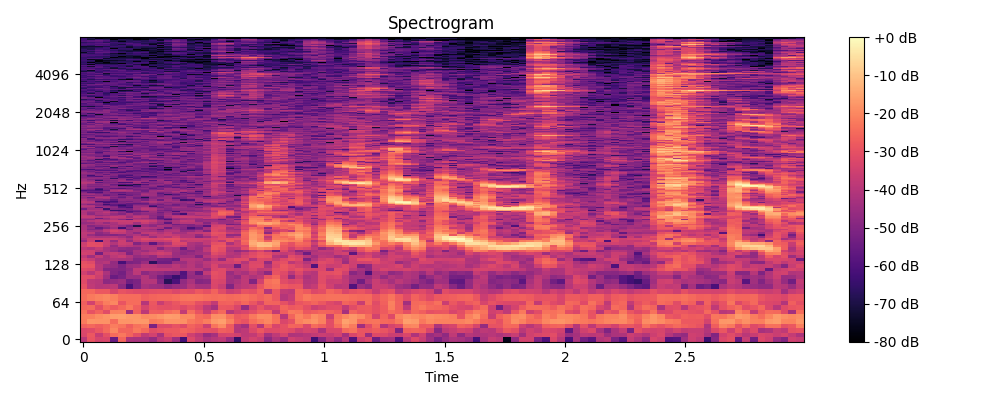 Spectrogram
+0 dB
4096
-10 dB
2048
-20 dB
1024
-30 dB
512
-40 dB
Hz
256
-50 dB
128
-60 dB
64
-70 dB
0
-80 dB
0 0.5 1 1.5 2 2.5
Time